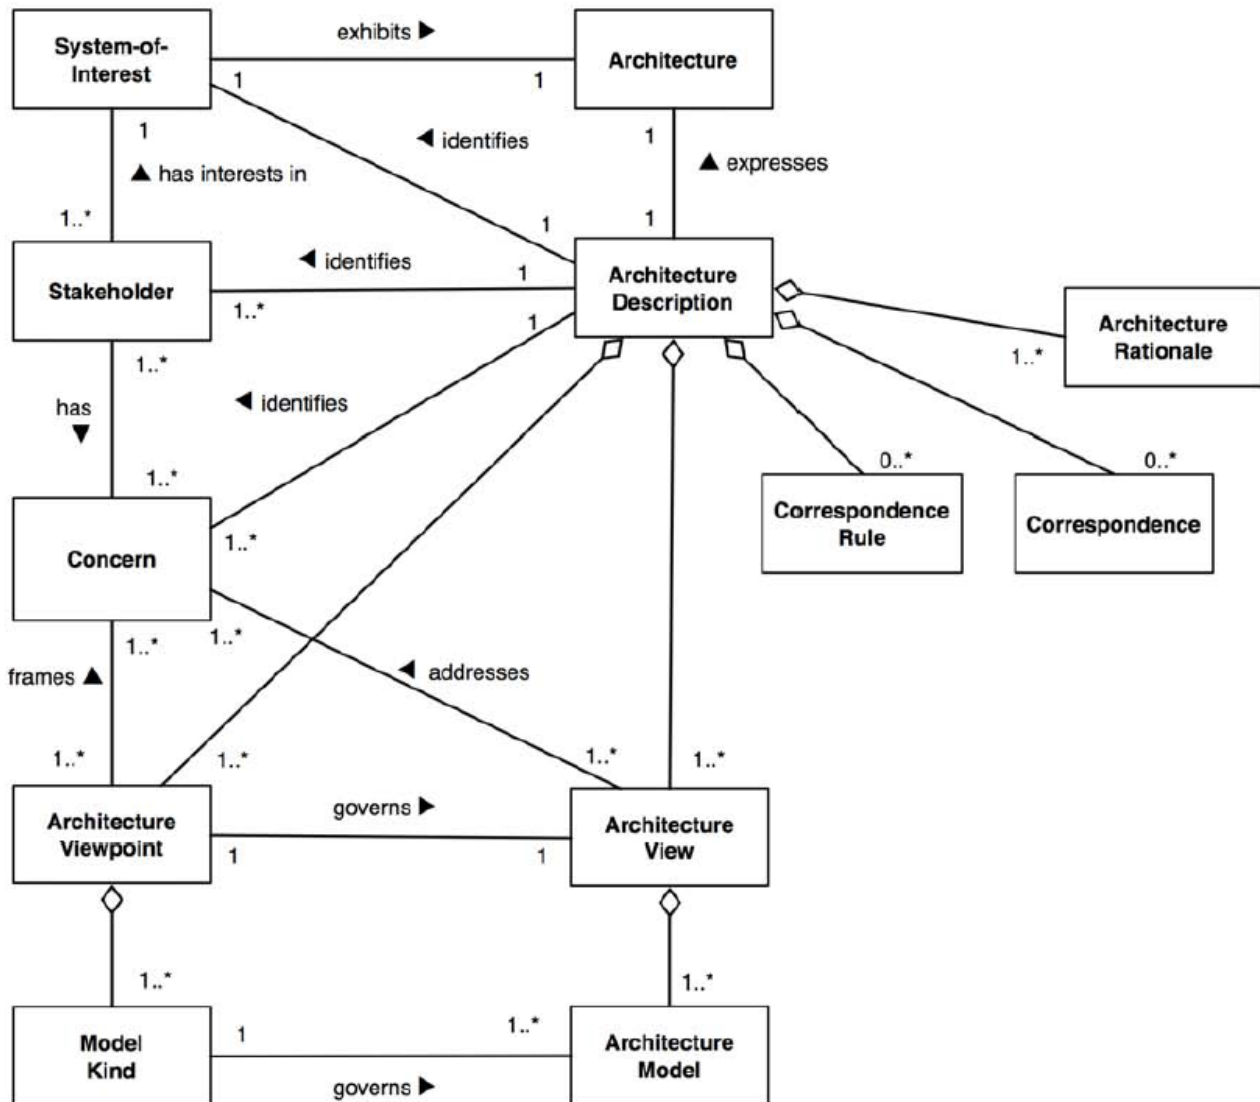 System-of-
Interest
exhibits ▶
Architecture
1
1
1
◀ identifies
1
▲ has interests in
▲ expresses
1..*
1
1
Stakeholder
◀ identifies
1
1..*
Architecture
Description
Architecture
Rationale
1..*
1..*
1
has
▼
◀ identifies
1..*
1..*
0..*
0..*
Concern
Correspondence
Rule
Correspondence
1..*
1..*
frames ▲
◀ addresses
1..*
1..*
1..*
1..*
Architecture
Viewpoint
governs ▶
1
1
Architecture
View
1..*
1..*
Model
Kind
1
1..*
governs ▶
Architecture
Model